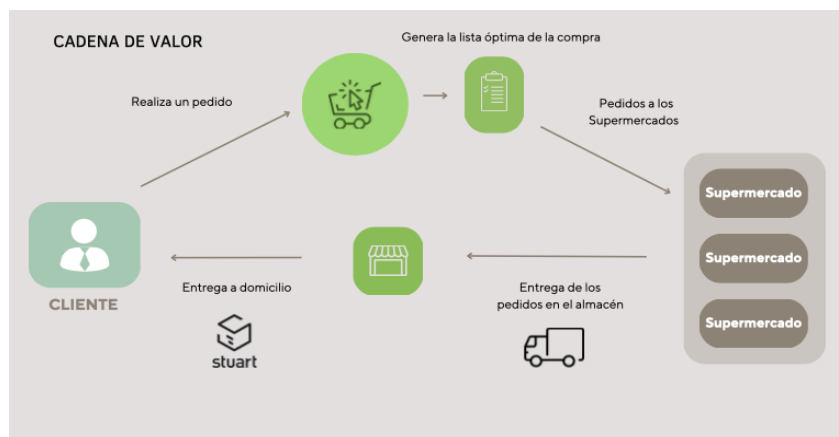 CADENA DE VALOR
Genera la lista óptima de la compra
Realiza un pedido
Pedidos a los
Supermercados
Supermercado
Supermercado
Supermercado
CLIENTE
Entrega a domicilio
stuart
Entrega de los
pedidos en el almacén